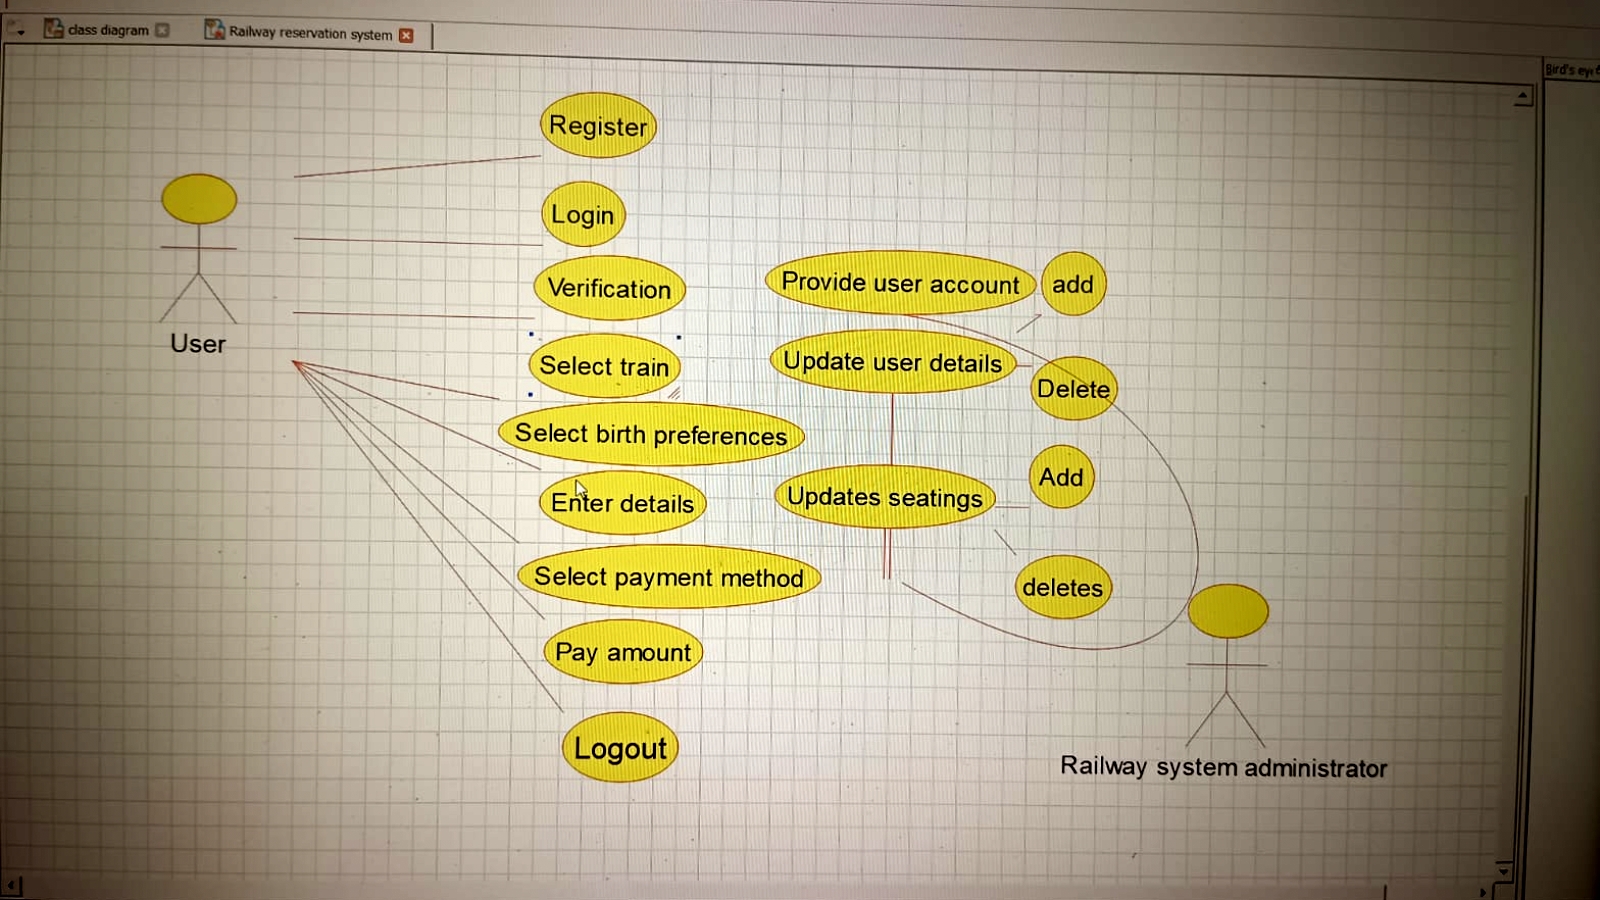 class diagram
Railway reservation system
Bird's eye
Register
Login
Verification
Select train
Select birth preferences
Enter details
Select payment method
Pay amount
Logout
User
Provide user account
add
Update user details
Delete
Updates seatings
Add
deletes
Railway system administrator